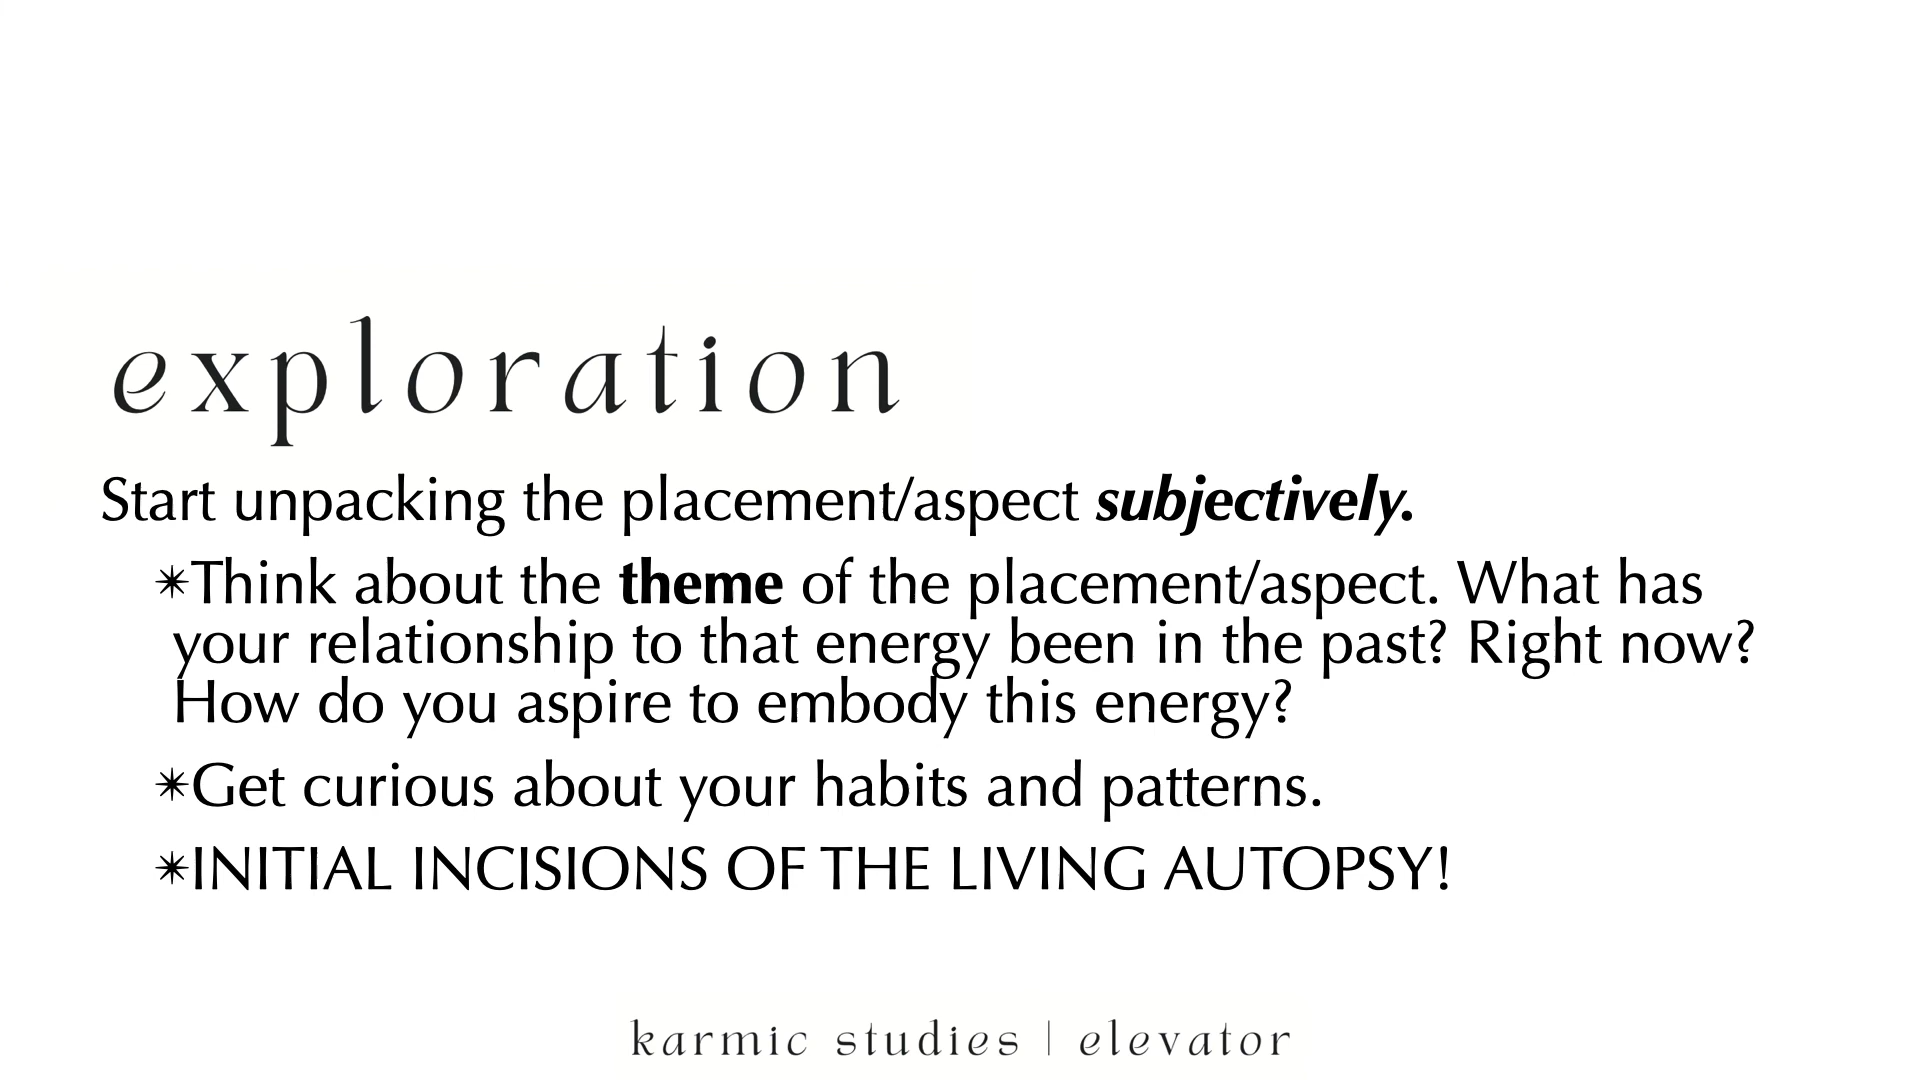 exploration
Start unpacking the placement/aspect subjectively.
✴Think about the theme of the placement/aspect. What has
your relationship to that energy been in the past? Right now?
How do you aspire to embody this energy?
✴Get curious about your habits and patterns.
✴INITIAL INCISIONS OF THE LIVING AUTOPSY!
karmic studies | elevator